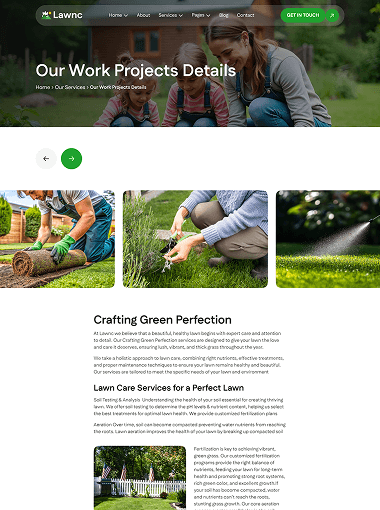 Lawnc
Home About Services Pages Blog Contact
GET IN TOUCH
Our Work Projects Details
Home > Our Services > Our Work Projects Details
Crafting Green Perfection
At Lawnc we believe that a beautiful, healthy lawn begins with expert care and attention
to detail. Our Crafting Green Perfection services are designed to give your lawn the love
and care it deserves, ensuring lush, vibrant, and thick grass throughout the year.
We take a holistic approach to lawn care, combining right nutrients, effective treatments,
and proper maintenance techniques to ensure your lawn remains healthy and beautiful.
Our services are tailored to meet the specific needs of your lawn and environment.
Lawn Care Services for a Perfect Lawn
Soil Testing & Analysis Understanding the health of your soil essential for creating thriving
lawn. We offer soil testing to determine the pH levels & nutrient content, helping us select
the best treatments for optimal lawn health. We provide customized fertilization plans
Aeration Over time, soil can become compacted preventing water nutrients from reaching
the roots. Lawn aeration improves the health of your lawn by breaking up compacted soil
Fertilization is key to achieving vibrant,
green grass. Our customized fertilization
programs provide the right balance of
nutrients, feeding your lawn for long-term
health and promoting strong root systems,
rich green color, and excellent growth.If
your soil has become compacted, water
and nutrients can't reach the roots,
stunting grass growth. Our core aeration